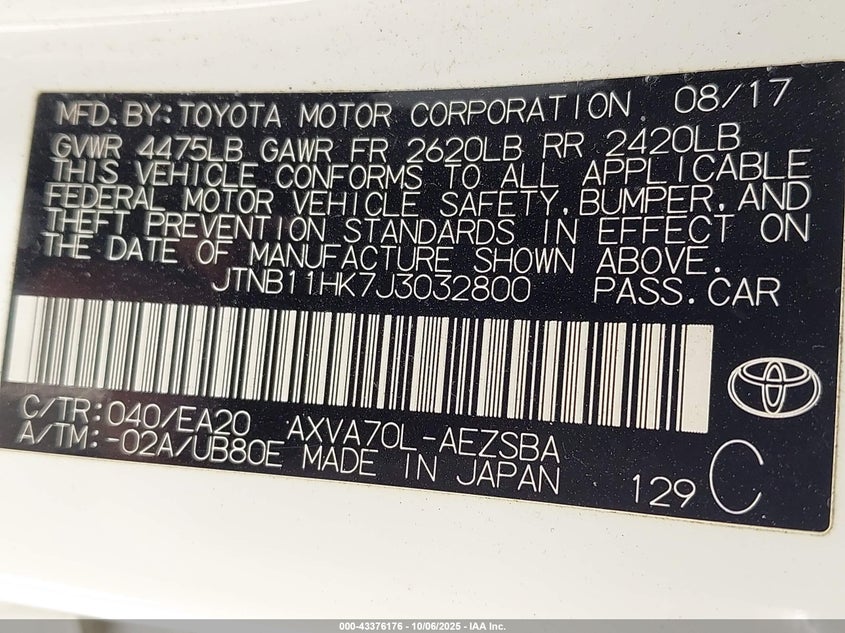 MFD. BY: TOYOTA MOTOR CORPORATION 08/17
GVWR 4475LB GAWR FR 2620LB RR 2420LB
THIS VEHICLE CONFORMS TO ALL APPLICABLE
FEDERAL MOTOR VEHICLE SAFETY, BUMPER, AND
THEFT PREVENTION STANDARDS IN EFFECT ON
THE DATE OF MANUFACTURE SHOWN ABOVE.
JTNB11HK7J3032800 PASS.CAR
C/TR: 040/EA20 AXVA70L-AEZSBA
A/TM:-02A/UB80E MADE IN JAPAN
129 C
000-43376176 - 10/06/2025 - IAA Inc.